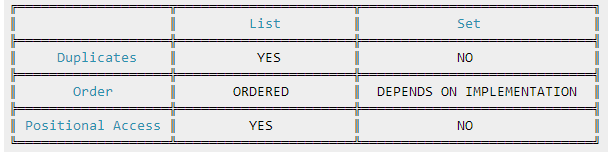 List Set
Duplicates YES NO
Order ORDERED DEPENDS ON IMPLEMENTATION
Positional Access YES NO